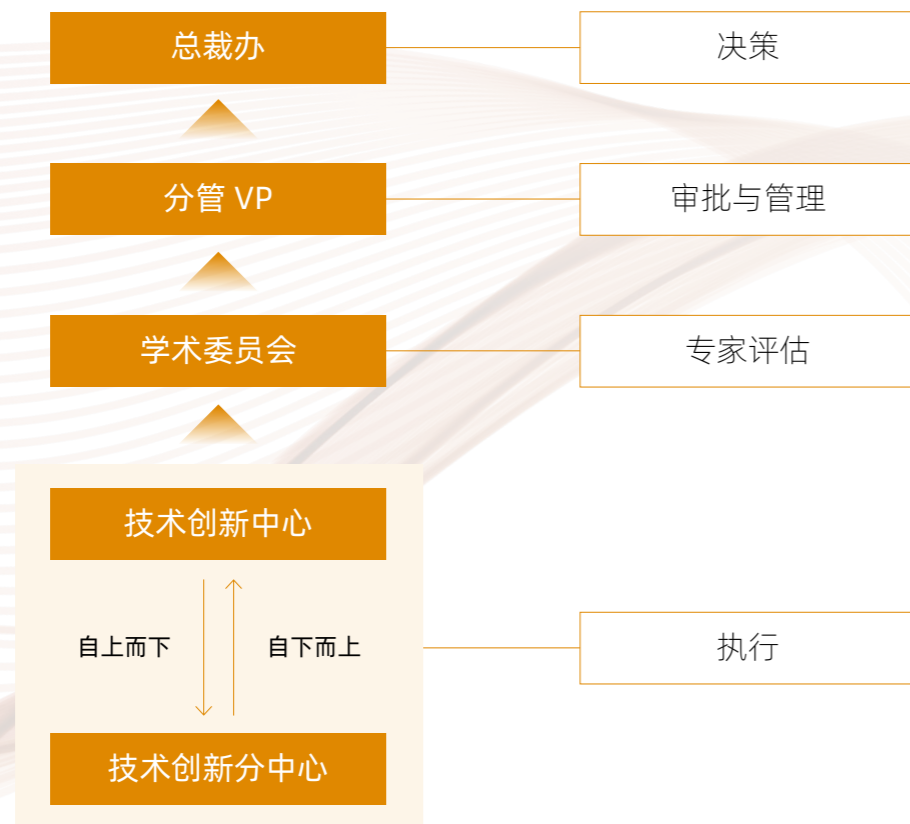 总裁办
决策
分管 VP
审批与管理
学术委员会
专家评估
技术创新中心
自上而下
自下而上
执行
技术创新分中心